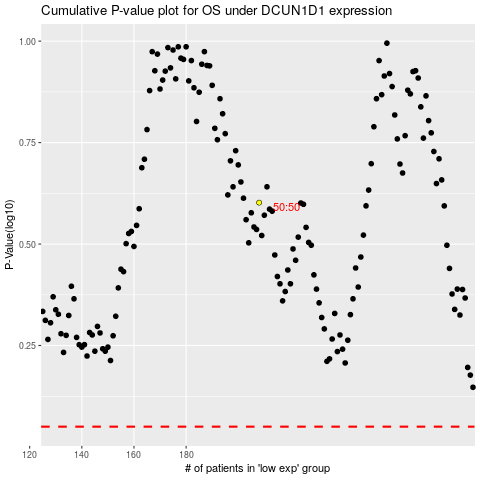 Cumulative P-value plot for OS under DCUN1D1 expression
P-Value(log10)
1.00
0.75
0.50
0.25
50:50
120 140 160 180
# of patients in 'low exp' group